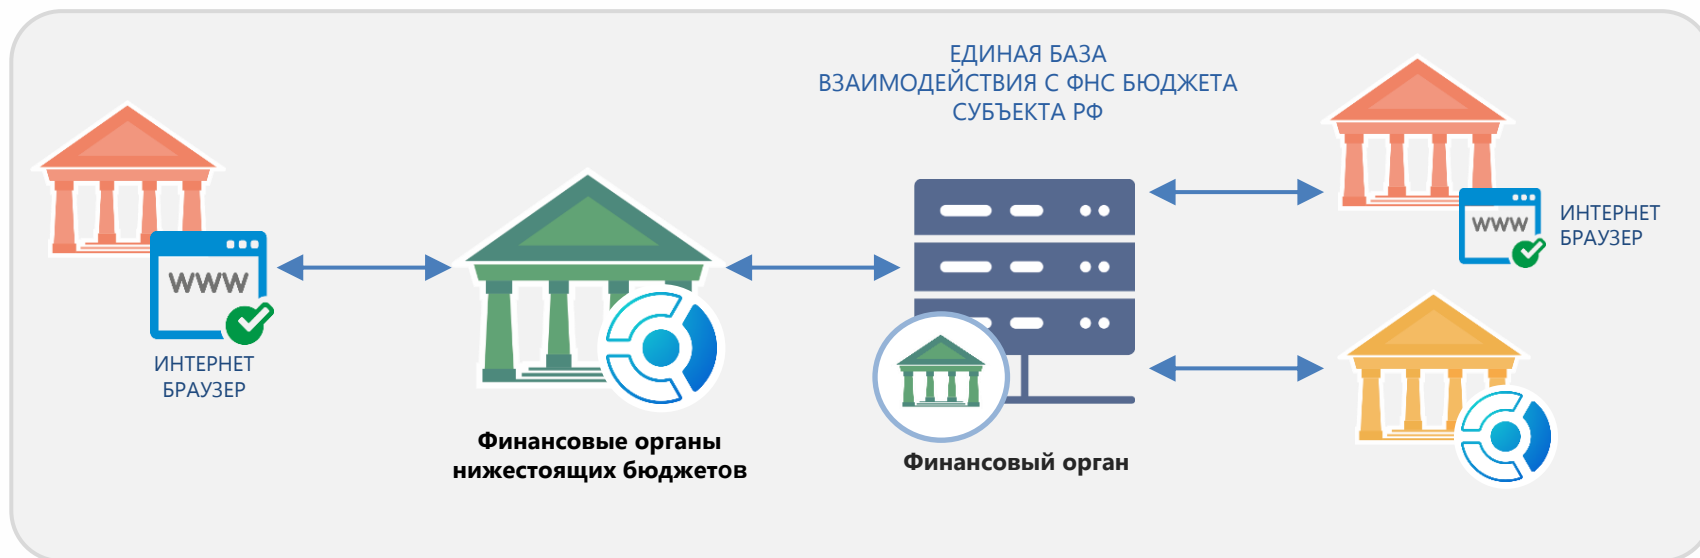 ЕДИНАЯ БАЗА
ВЗАИМОДЕЙСТВИЯ С ФНС БЮДЖЕТА
СУБЪЕКТА РФ
WWW
ИНТЕРНЕТ
БРАУЗЕР
Финансовые органы
нижестоящих бюджетов
Финансовый орган
WWW
ИНТЕРНЕТ
БРАУЗЕР